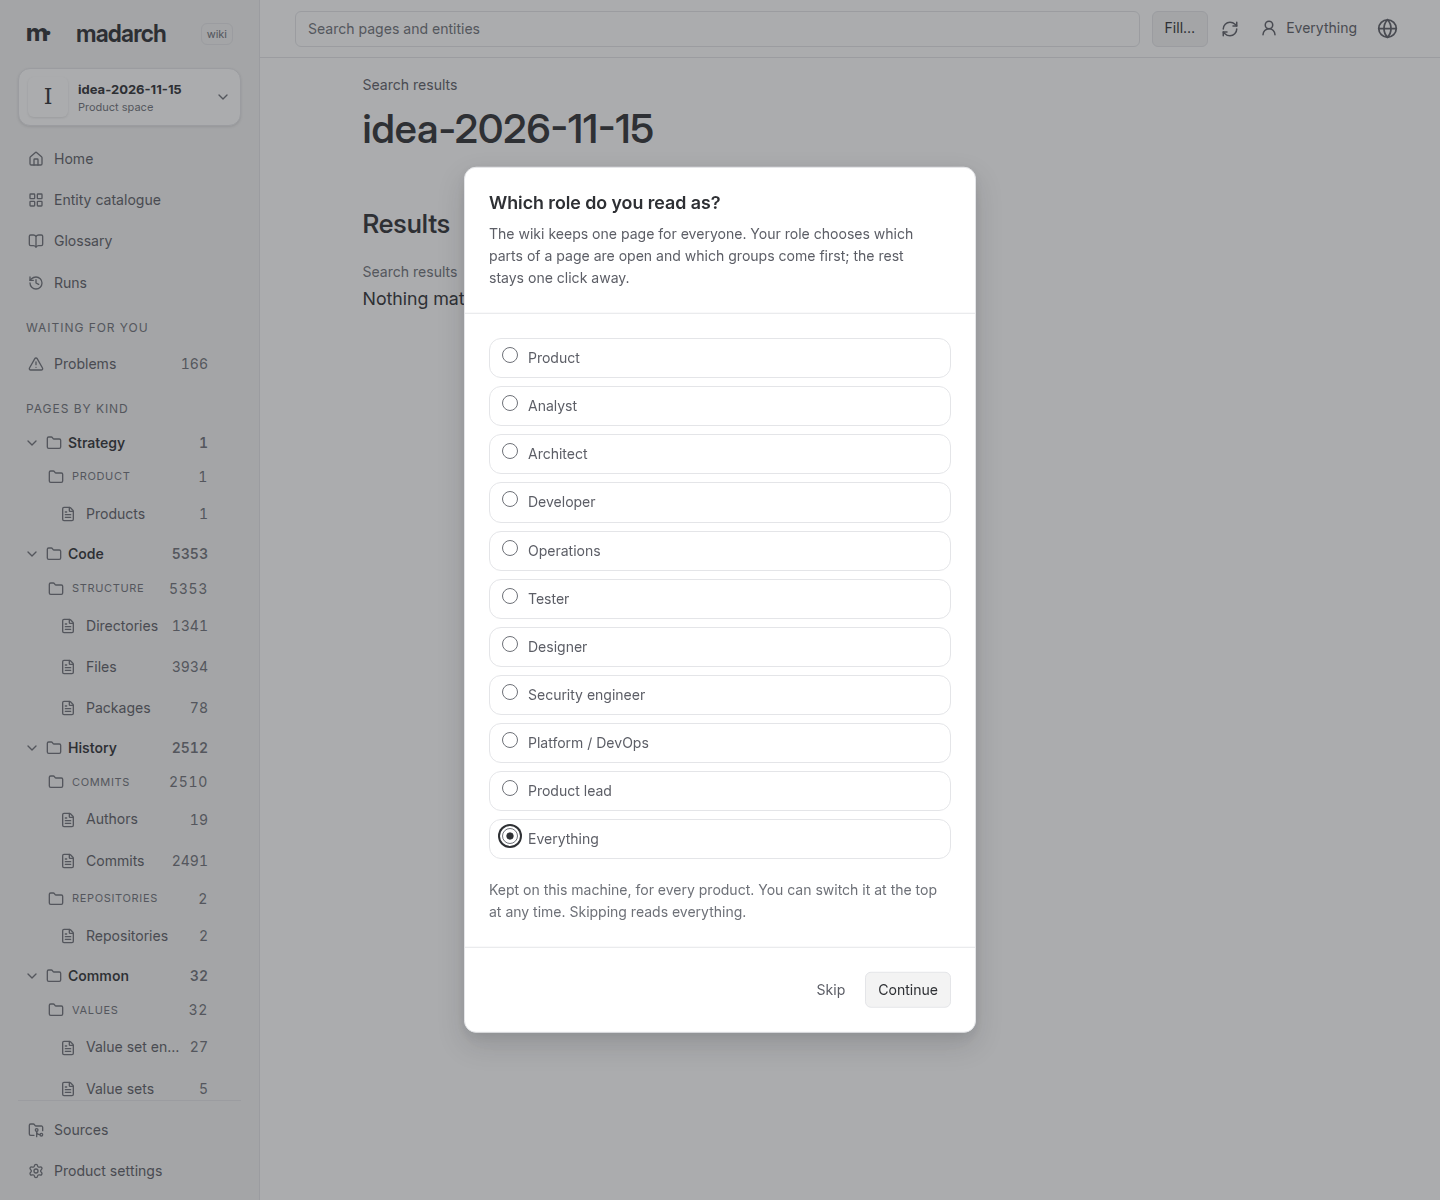 m·
madarch
wiki
I
idea-2026-11-15
Product space
Home
Entity catalogue
Glossary
Runs
WAITING FOR YOU
Problems 166
PAGES BY KIND
Strategy 1
PRODUCT 1
Products 1
Code 5353
STRUCTURE 5353
Directories 1341
Files 3934
Packages 78
History 2512
COMMITS 2510
Authors 19
Commits 2491
REPOSITORIES 2
Repositories 2
Common 32
VALUES 32
Value set en... 27
Value sets 5
Sources
Product settings
Search pages and entities
Fill...
Everything
Search results
idea-2026-11-15
Results
Search results
Nothing mat
Which role do you read as?
The wiki keeps one page for everyone. Your role chooses which
parts of a page are open and which groups come first; the rest
stays one click away.
Product
Analyst
Architect
Developer
Operations
Tester
Designer
Security engineer
Platform / DevOps
Product lead
Everything
Kept on this machine, for every product. You can switch it at the top
at any time. Skipping reads everything.
Skip
Continue